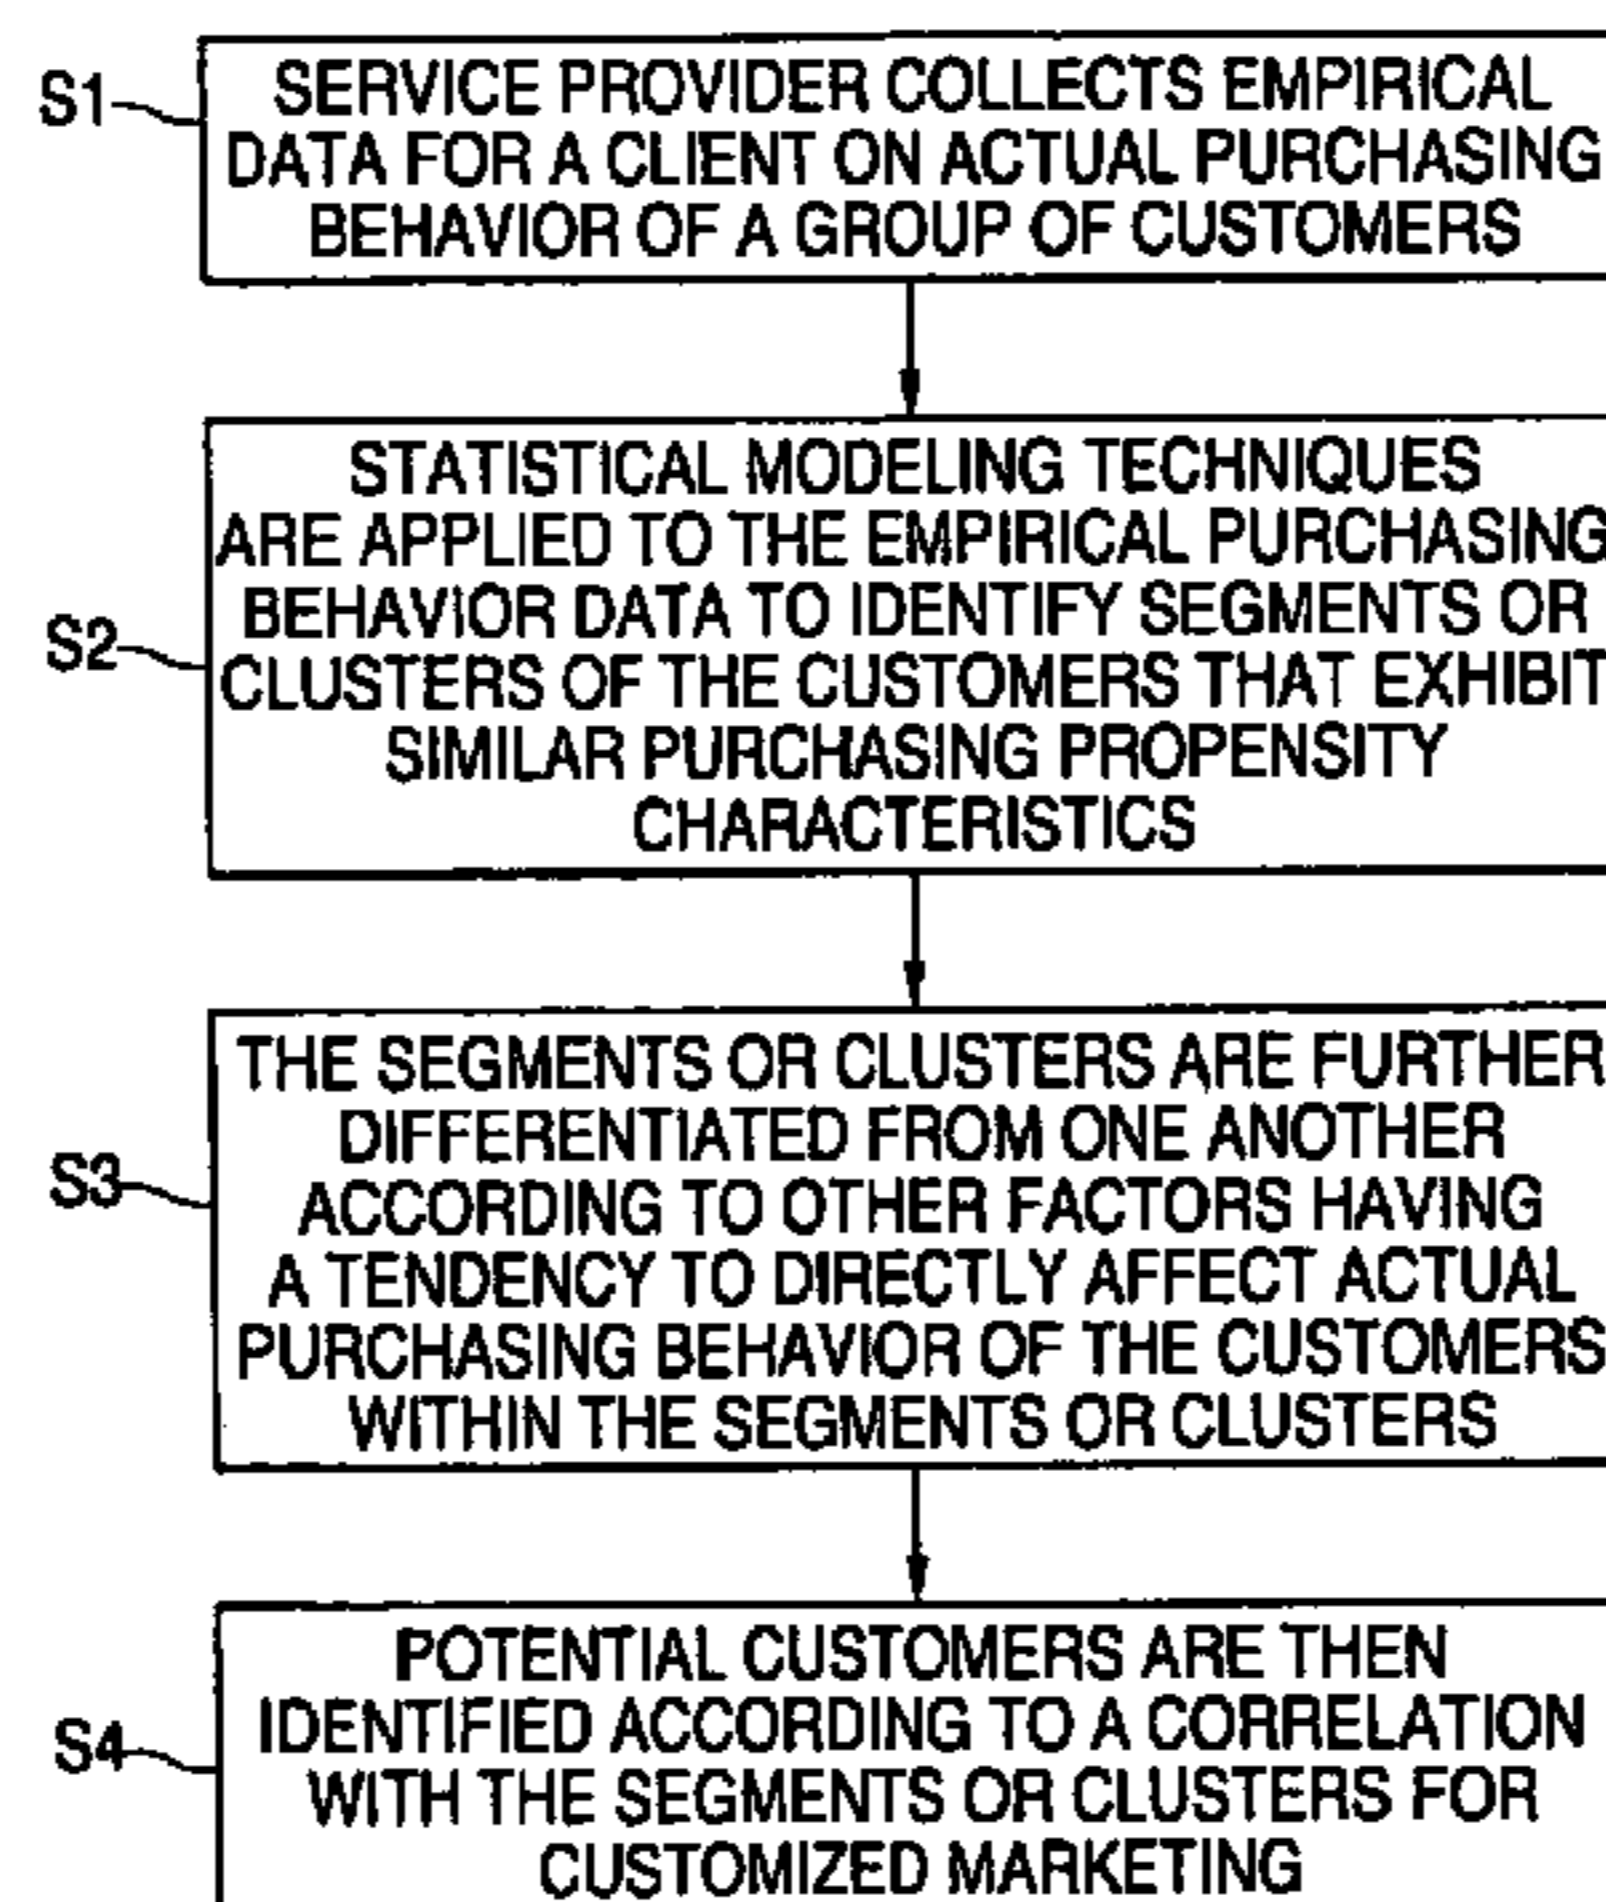 S1
SERVICE PROVIDER COLLECTS EMPIRICAL
DATA FOR A CLIENT ON ACTUAL PURCHASING
BEHAVIOR OF A GROUP OF CUSTOMERS
S2
STATISTICAL MODELING TECHNIQUES
ARE APPLIED TO THE EMPIRICAL PURCHASING
BEHAVIOR DATA TO IDENTIFY SEGMENTS OR
CLUSTERS OF THE CUSTOMERS THAT EXHIBIT
SIMILAR PURCHASING PROPENSITY
CHARACTERISTICS
S3
THE SEGMENTS OR CLUSTERS ARE FURTHER
DIFFERENTIATED FROM ONE ANOTHER
ACCORDING TO OTHER FACTORS HAVING
A TENDENCY TO DIRECTLY AFFECT ACTUAL
PURCHASING BEHAVIOR OF THE CUSTOMERS
WITHIN THE SEGMENTS OR CLUSTERS
S4
POTENTIAL CUSTOMERS ARE THEN
IDENTIFIED ACCORDING TO A CORRELATION
WITH THE SEGMENTS OR CLUSTERS FOR
CUSTOMIZED MARKETING